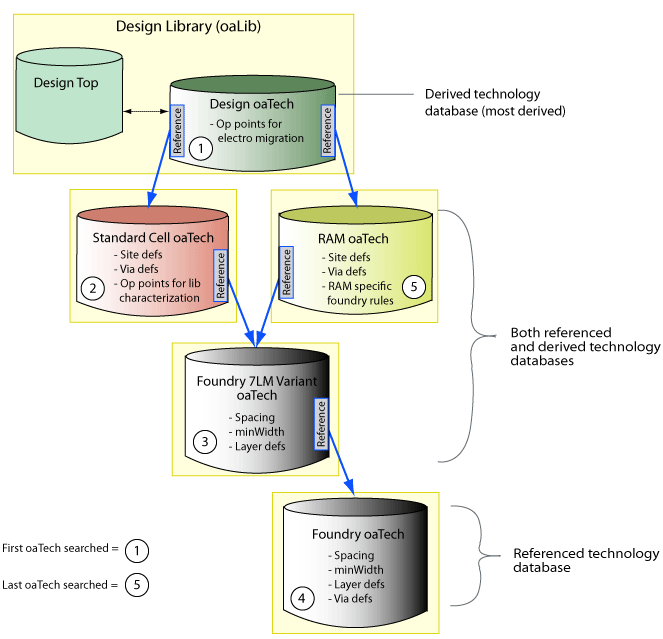 Design Library (oaLib)
Design Top
Design oaTech
- Op points for
electro migration
Reference
Reference
1
Derived technology
database (most derived)
Standard Cell oaTech
- Site defs
- Via defs
- Op points for lib
characterization
Reference
2
RAM oaTech
- Site defs
- Via defs
- RAM specific
foundry rules
Reference
5
Both referenced
and derived technology
databases
Foundry 7LM Variant
oaTech
- Spacing
- minWidth
- Layer defs
Reference
3
Foundry oaTech
- Spacing
- minWidth
- Layer defs
- Via defs
4
Referenced technology
database
First oaTech searched = 1
Last oaTech searched = 5